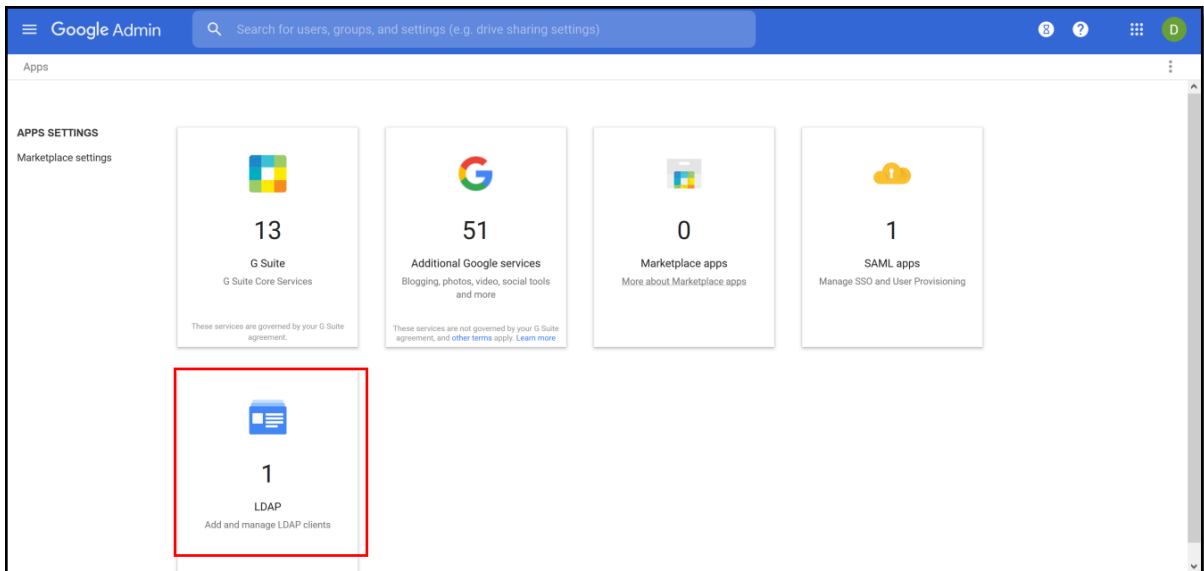 Google Admin
Search for users, groups, and settings (e.g. drive sharing settings)
8
?
D
Apps
APPS SETTINGS
Marketplace settings
13
G Suite
G Suite Core Services
These services are governed by your G Suite
agreement.
51
Additional Google services
Blogging, photos, video, social tools
and more
These services are not governed by your G Suite
agreement, and other terms apply. Learn more
0
Marketplace apps
More about Marketplace apps
1
SAML apps
Manage SSO and User Provisioning
1
LDAP
Add and manage LDAP clients